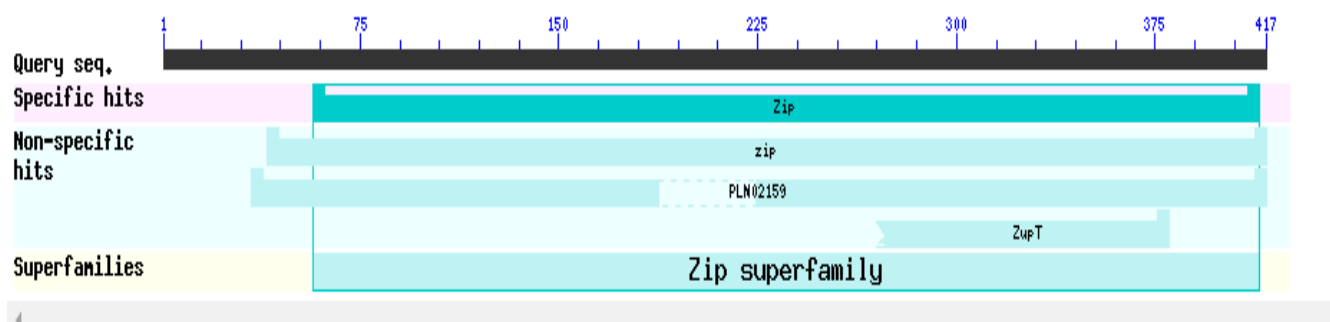 1 75 150 225 300 375 417
Query seq.
Specific hits
Zip
Non-specific
hits
zip
PLN02159
ZupT
Superfamilies
Zip superfamily